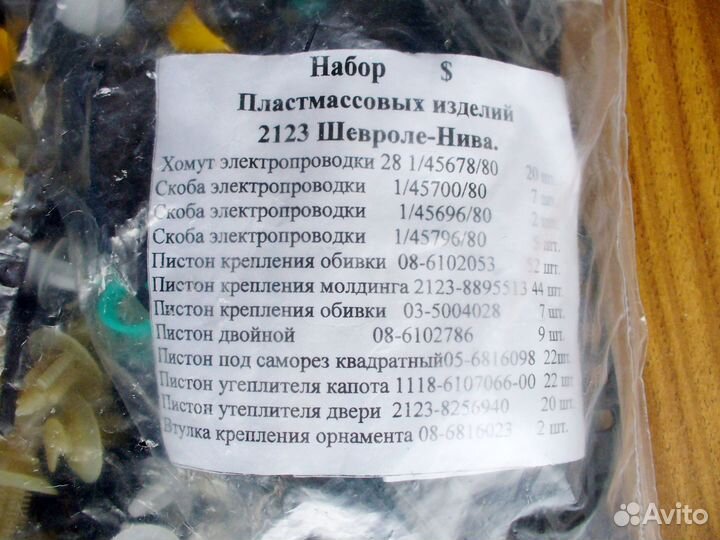 Набор $
Пластмассовых изделий
2123 Шевроле-Нива.
Хомут электропроводки 28 1/45678/80 20 шт.
Скоба электропроводки 1/45700/80 7 шт.
Скоба электропроводки 1/45696/80 2 шт.
Скоба электропроводки 1/45796/80 5 шт.
Пистон крепления обивки 08-6102053 52 шт.
Пистон крепления молдинга 2123-8895513 44 шт.
Пистон крепления обивки 03-5004028 7 шт.
Пистон двойной 08-6102786 9 шт.
Пистон под саморез квадратный05-6816098 22шт.
Пистон утеплителя капота 1118-6107066-00 22 шт.
Пистон утеплителя двери 2123-8256940 20 шт.
Втулка крепления орнамента 08-6816023 2 шт.
Avito